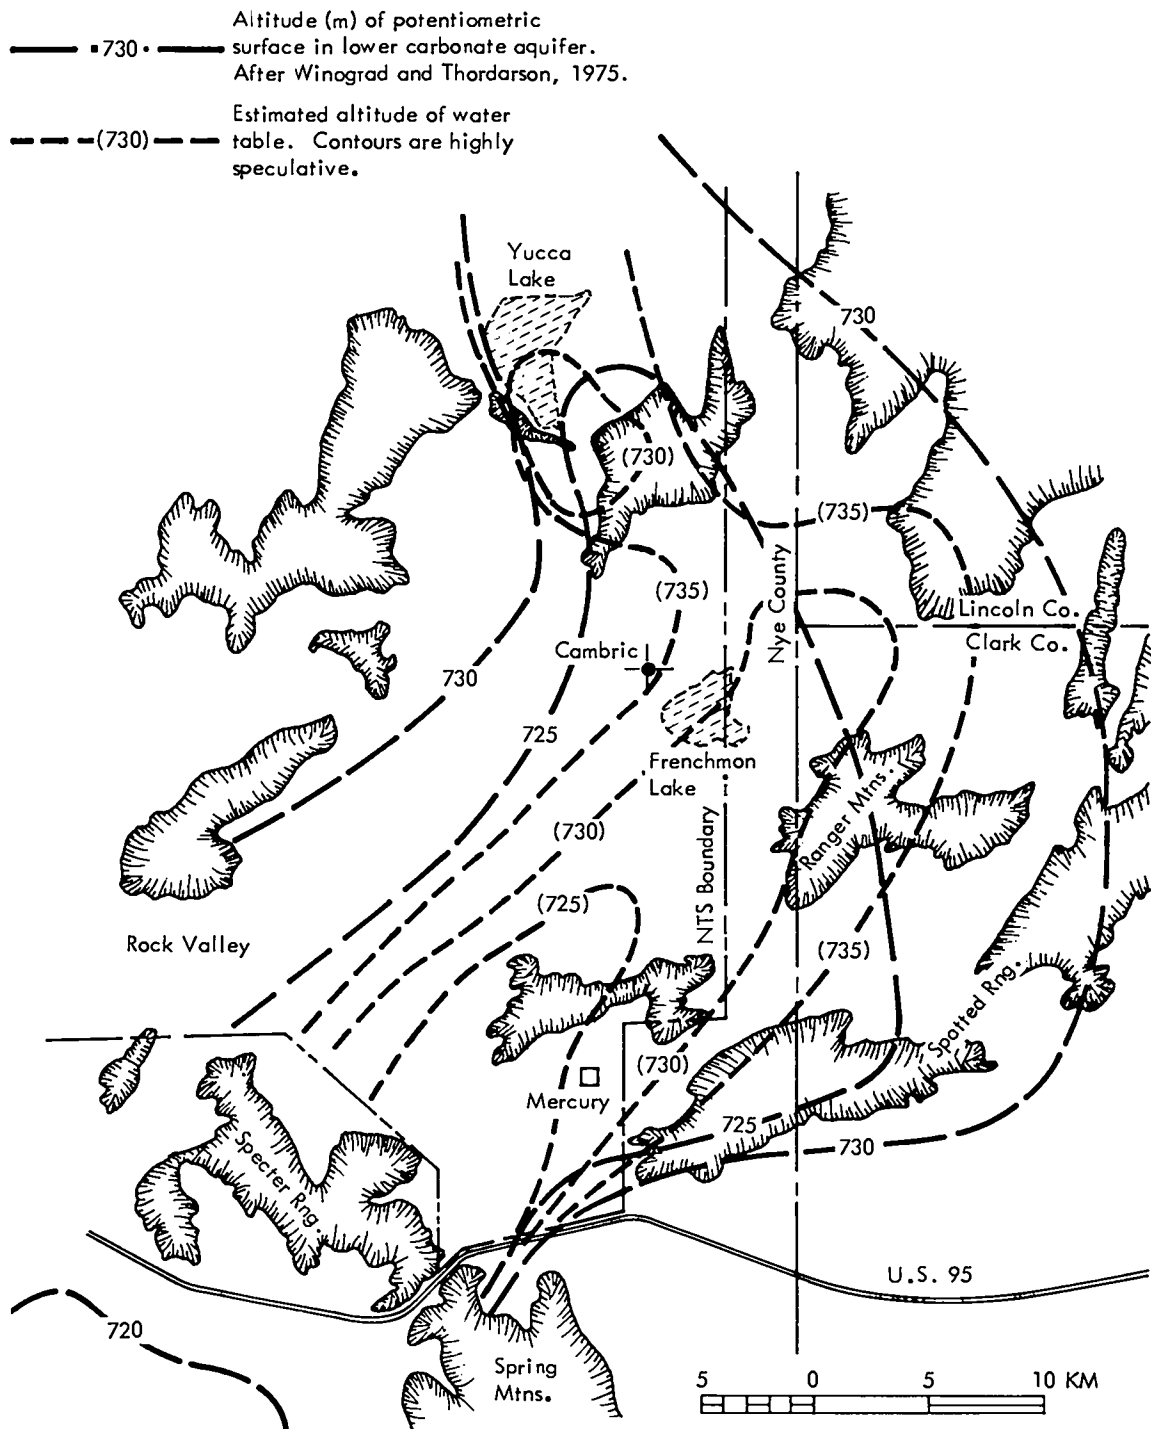 Altitude (m) of potentiometric
730
surface in lower carbonate aquifer.
After Winograd and Thordarson, 1975.
Estimated altitude of water
(730)
table. Contours are highly
speculative.
Yucca
Lake
730
(730)
(735)
(735)
Nye County
Lincoln Co.
Clark Co.
Cambric
730
725
Frenchmon
Lake
Ranger Mtns.
(730)
NTS Boundary
(725)
(735)
Rock Valley
Spotted Rng.
(730)
Mercury
725
730
Specter Rng.
U.S. 95
720
Spring
Mtns.
5 0 5 10 KM